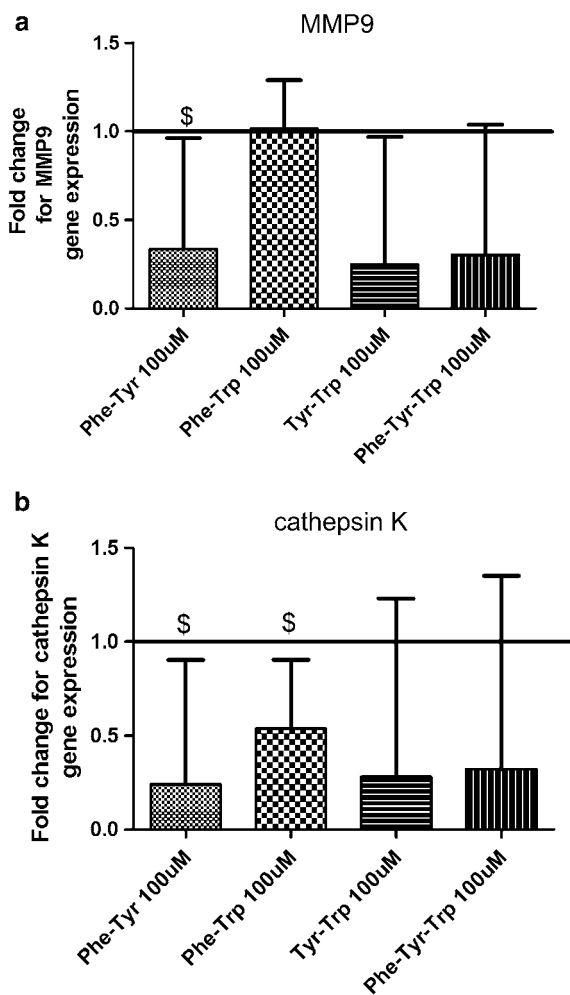 a
MMP9
Fold change
for MMP9
gene expression
1.5
1.0
0.5
0.0
$
Phe-Tyr 100uM
Phe-Trp 100uM
Tyr-Trp 100uM
Phe-Tyr-Trp 100uM
b
cathepsin K
Fold change for cathepsin K
gene expression
1.5
1.0
0.5
0.0
$
$
Phe-Tyr 100uM
Phe-Trp 100uM
Tyr-Trp 100uM
Phe-Tyr-Trp 100uM